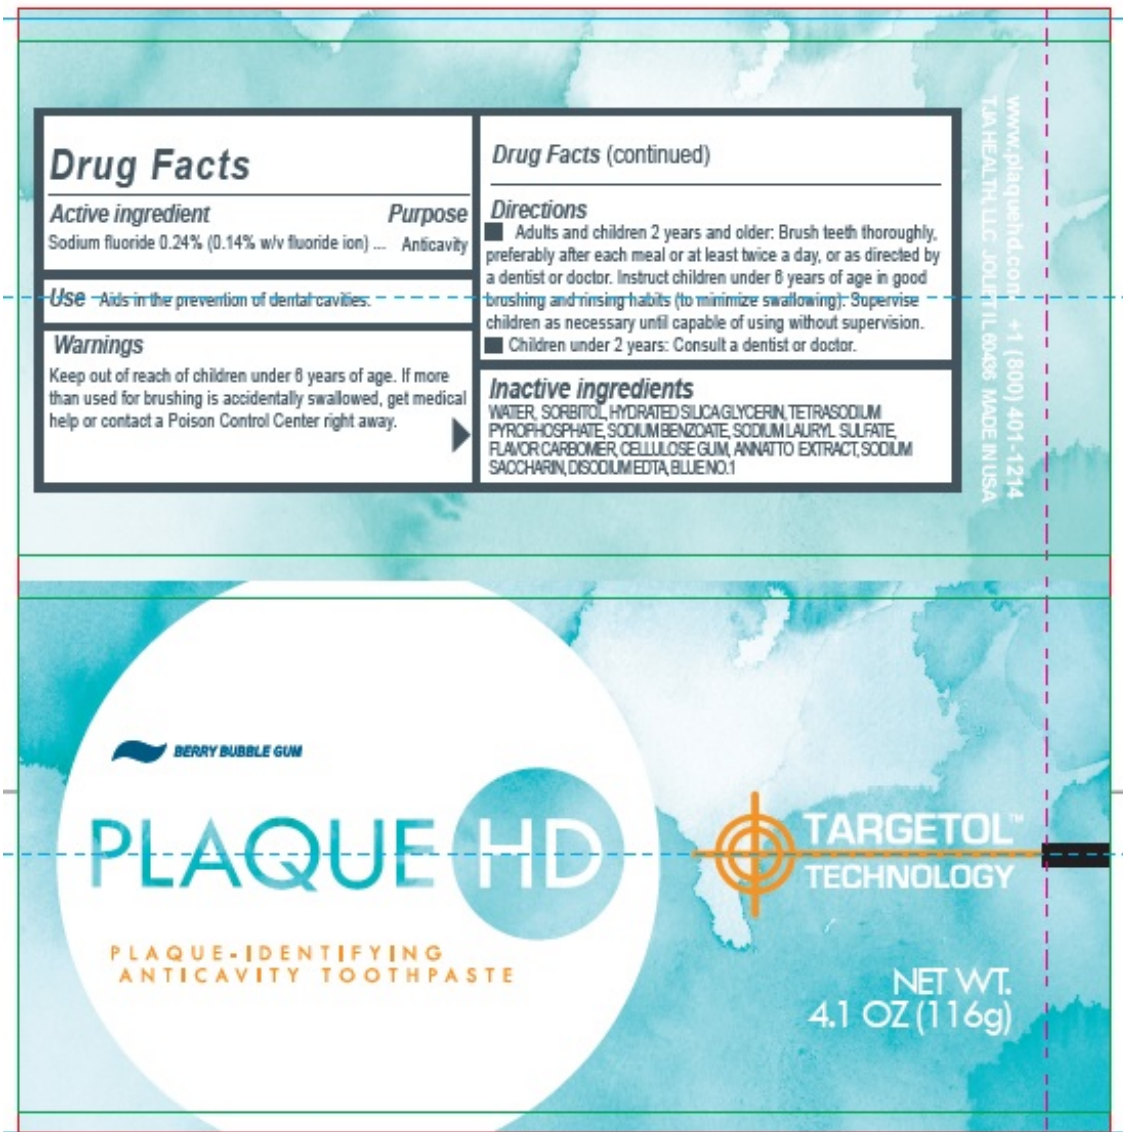 Drug Facts
Active ingredient Purpose
Sodium fluoride 0.24% (0.14% w/v fluoride ion) ... Anticavity
Use Aids in the prevention of dental cavities.
Warnings
Keep out of reach of children under 6 years of age. If more
than used for brushing is accidentally swallowed, get medical
help or contact a Poison Control Center right away.
Drug Facts (continued)
Directions
■ Adults and children 2 years and older: Brush teeth thoroughly,
preferably after each meal or at least twice a day, or as directed by
a dentist or doctor. Instruct children under 6 years of age in good
brushing and rinsing habits (to minimize swallowing). Supervise
children as necessary until capable of using without supervision.
■ Children under 2 years: Consult a dentist or doctor.
Inactive ingredients
WATER, SORBITOL, HYDRATED SILICA GLYCERIN, TETRASODIUM
PYROPHOSPHATE, SODIUM BENZOATE, SODIUM LAURYL SULFATE,
FLAVOR CARBOMER, CELLULOSE GUM, ANNATTO EXTRACT, SODIUM
SACCHARIN, DISODIUM EDTA, BLUE NO.1
www.plaquehd.com +1 (800) 401-1214
TJA HEALTH, LLC JOLIET IL 60436 MADE IN USA
BERRY BUBBLE GUM
PLAQUE HD
PLAQUE-IDENTIFYING
ANTICAVITY TOOTHPASTE
TARGETOL™
TECHNOLOGY
NET WT.
4.1 OZ (116g)